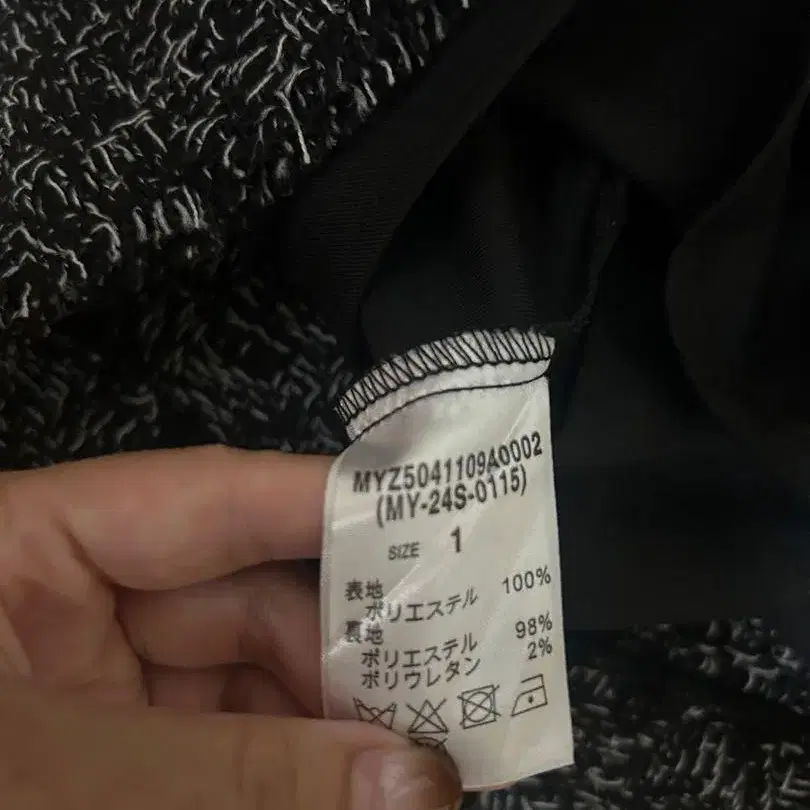 MYZ5041109A0002
(MY-24S-0115)
SIZE 1
表地
ポリエステル 100%
裏地
ポリエステル 98%
ポリウレタン 2%